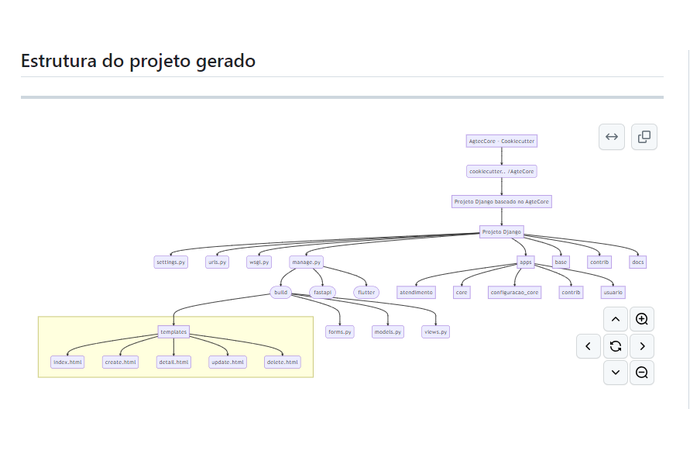 Estrutura do projeto gerado
AgtecCore - Cookiecutter
cookiecutter.. /AgteCore
Projeto Django baseado no AgteCore
Projeto Django
settings.py
urls.py
wsgi.py
manage.py
apps
base
contrib
docs
build
fastapi
flutter
atendimento
core
configuracao_core
contrib
usuario
templates
forms.py
models.py
views.py
index.html
create.html
detail.html
update.html
delete.html